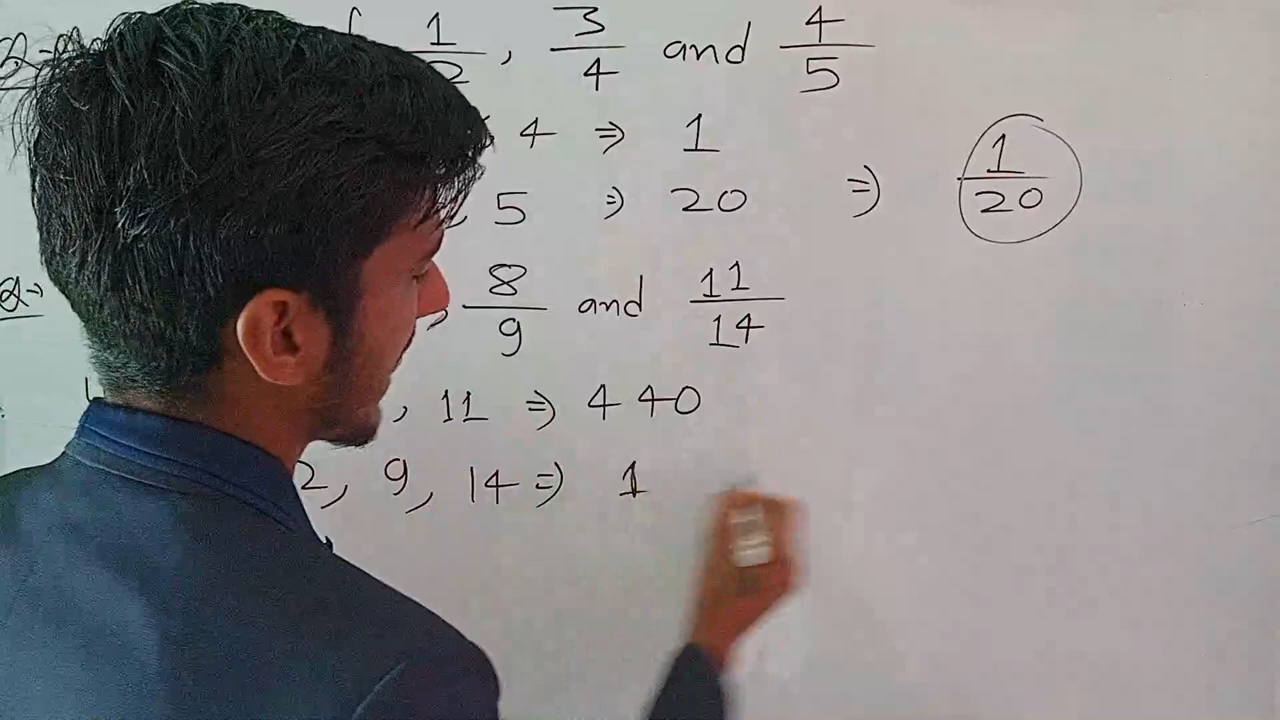 1/2, 3/4 and 4/5
4 ⇒ 1
5 ⇒ 20 ⇒ 1/20
Q→ , 8/9 and 11/14
, 11 ⇒ 440
2, 9, 14 ⇒ 1